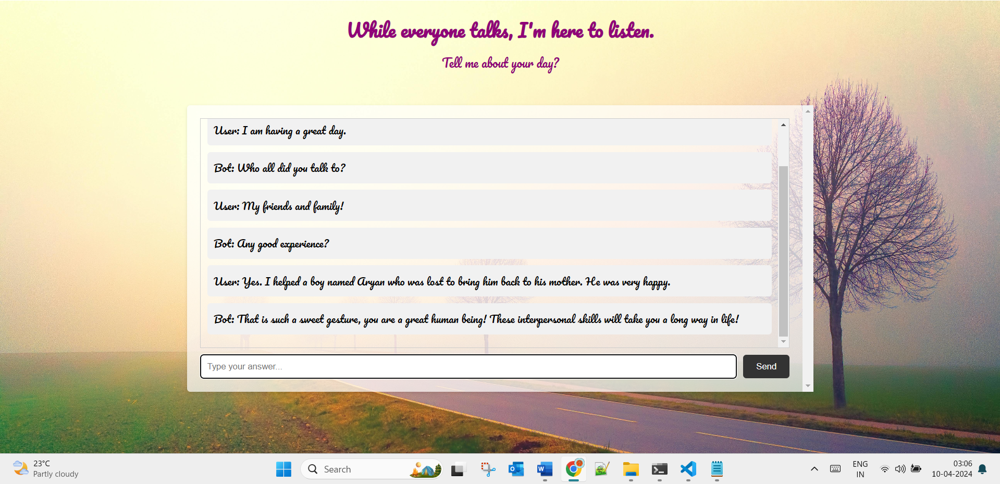 While everyone talks, I'm here to listen.
Tell me about your day?
User: I am having a great day.
Bot: Who all did you talk to?
User: My friends and family!
Bot: Any good experience?
User: Yes. I helped a boy named Aryan who was lost to bring him back to his mother. He was very happy.
Bot: That is such a sweet gesture, you are a great human being! These interpersonal skills will take you a long way in life!
Type your answer...
Send
23°C
Partly cloudy
Search
ENG
IN
03:06
10-04-2024